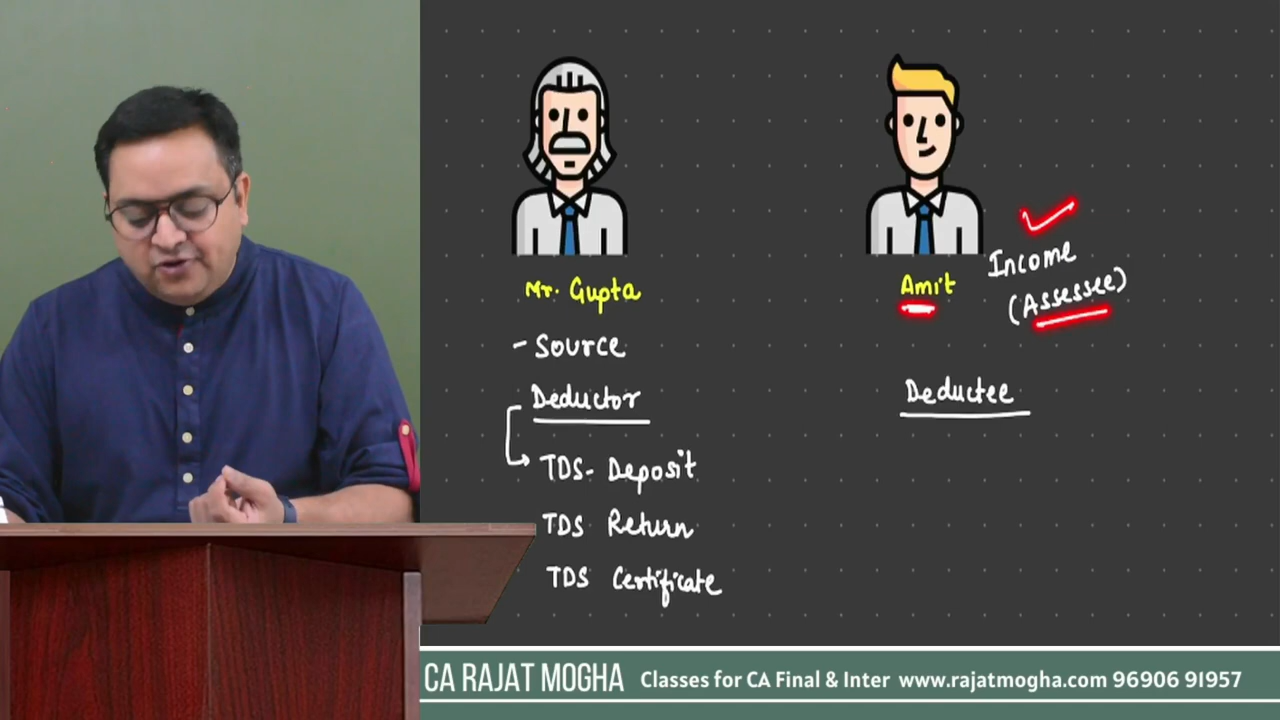 Mr. Gupta
- Source
Deductor
TDS- Deposit
TDS Return
TDS Certificate
Amit
Income
(Assessee)
Deductee
CA RAJAT MOGHA Classes for CA Final & Inter www.rajatmogha.com 96906 91957